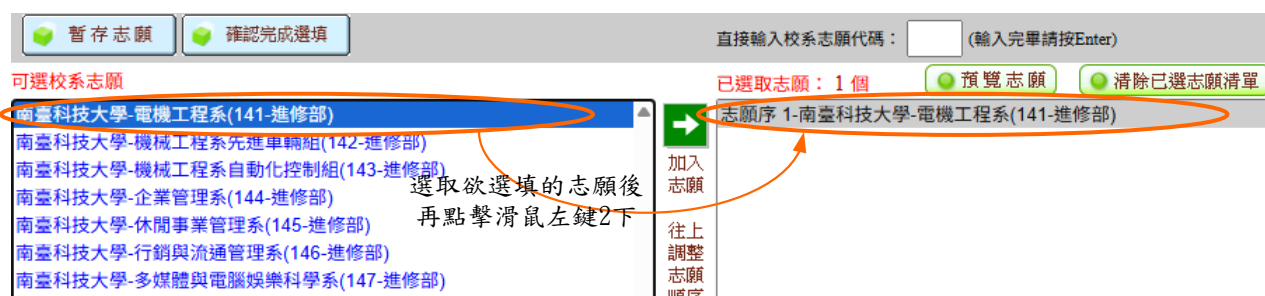 暫存志願
確認完成選填
直接輸入校系志願代碼：
(輸入完畢請按Enter)
可選校系志願
已選取志願： 1 個
預覽志願
清除已選志願清單
南臺科技大學-電機工程系(141-進修部)
南臺科技大學-機械工程系先進車輛組(142-進修部)
南臺科技大學-機械工程系自動化控制組(143-進修部)
南臺科技大學-企業管理系(144-進修部)
南臺科技大學-休閒事業管理系(145-進修部)
南臺科技大學-行銷與流通管理系(146-進修部)
南臺科技大學-多媒體與電腦娛樂科學系(147-進修部)
選取欲選填的志願後
再點擊滑鼠左鍵2下
加入
志願
往上
調整
志願
順序
志願序 1-南臺科技大學-電機工程系(141-進修部)